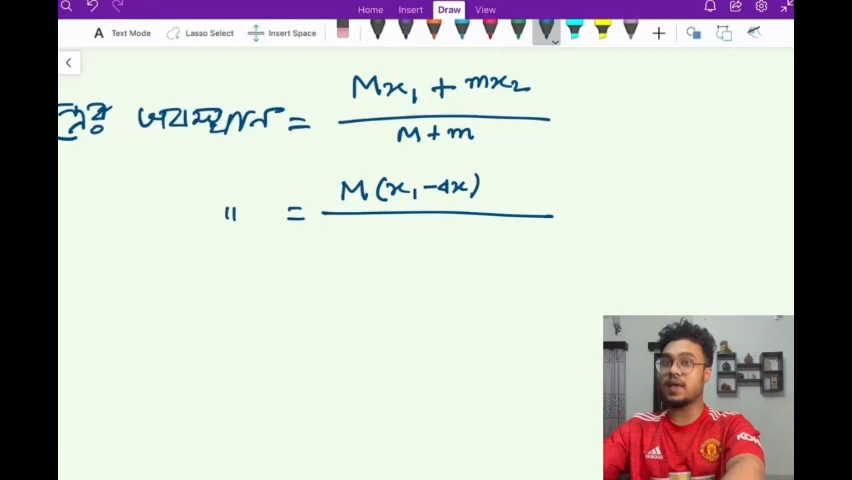 Home Insert Draw View
Text Mode Lasso Select Insert Space
অবস্থান = (Mx₁ + mx₂) / (M + m)
" = M(x₁ - Δx)